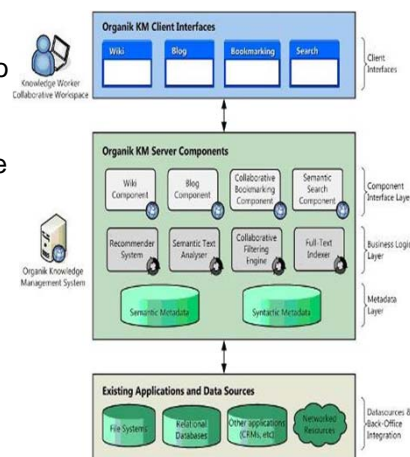 Organik KM Client Interfaces
Wiki
Blog
Bookmarking
Search
Client
Interfaces
Knowledge Worker
Collaborative Workspace
o
e
Organik KM Server Components
Wiki
Component
Blog
Component
Collaborative
Bookmarking
Component
Semantic
Search
Component
Component
Interface Layer
Recommender
System
Semantic Text
Analyser
Collaborative
Filtering
Engine
Full-Text
Indexer
Business Logic
Layer
Organik Knowledge
Management System
Semantic Metadata
Syntactic Metadata
Metadata
Layer
Existing Applications and Data Sources
File Systems
Relational
Databases
Other applications
(CRMs, etc)
Networked
Resources
Datasources &
Back-Office
Integration